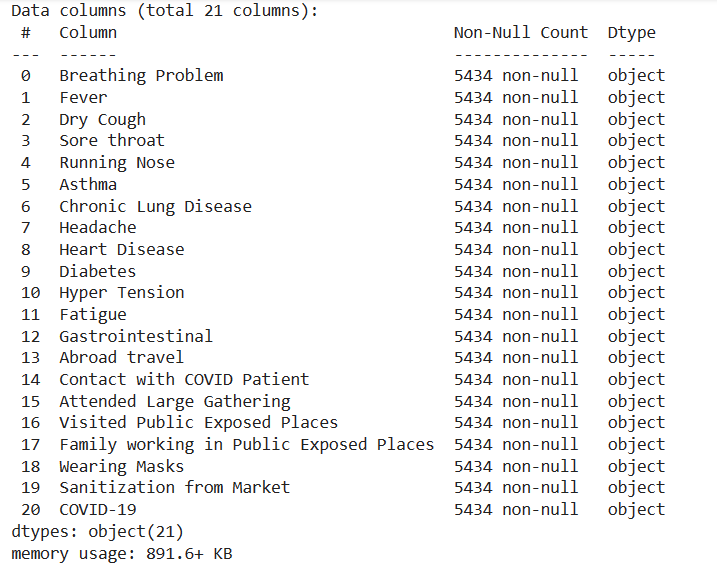 Data columns (total 21 columns):
 #   Column                                   Non-Null Count  Dtype
---  ------                                   --------------  -----
 0   Breathing Problem                        5434 non-null   object
 1   Fever                                    5434 non-null   object
 2   Dry Cough                                5434 non-null   object
 3   Sore throat                              5434 non-null   object
 4   Running Nose                             5434 non-null   object
 5   Asthma                                   5434 non-null   object
 6   Chronic Lung Disease                     5434 non-null   object
 7   Headache                                 5434 non-null   object
 8   Heart Disease                            5434 non-null   object
 9   Diabetes                                 5434 non-null   object
 10  Hyper Tension                            5434 non-null   object
 11  Fatigue                                  5434 non-null   object
 12  Gastrointestinal                         5434 non-null   object
 13  Abroad travel                            5434 non-null   object
 14  Contact with COVID Patient               5434 non-null   object
 15  Attended Large Gathering                 5434 non-null   object
 16  Visited Public Exposed Places            5434 non-null   object
 17  Family working in Public Exposed Places  5434 non-null   object
 18  Wearing Masks                            5434 non-null   object
 19  Sanitization from Market                 5434 non-null   object
 20  COVID-19                                 5434 non-null   object
dtypes: object(21)
memory usage: 891.6+ KB